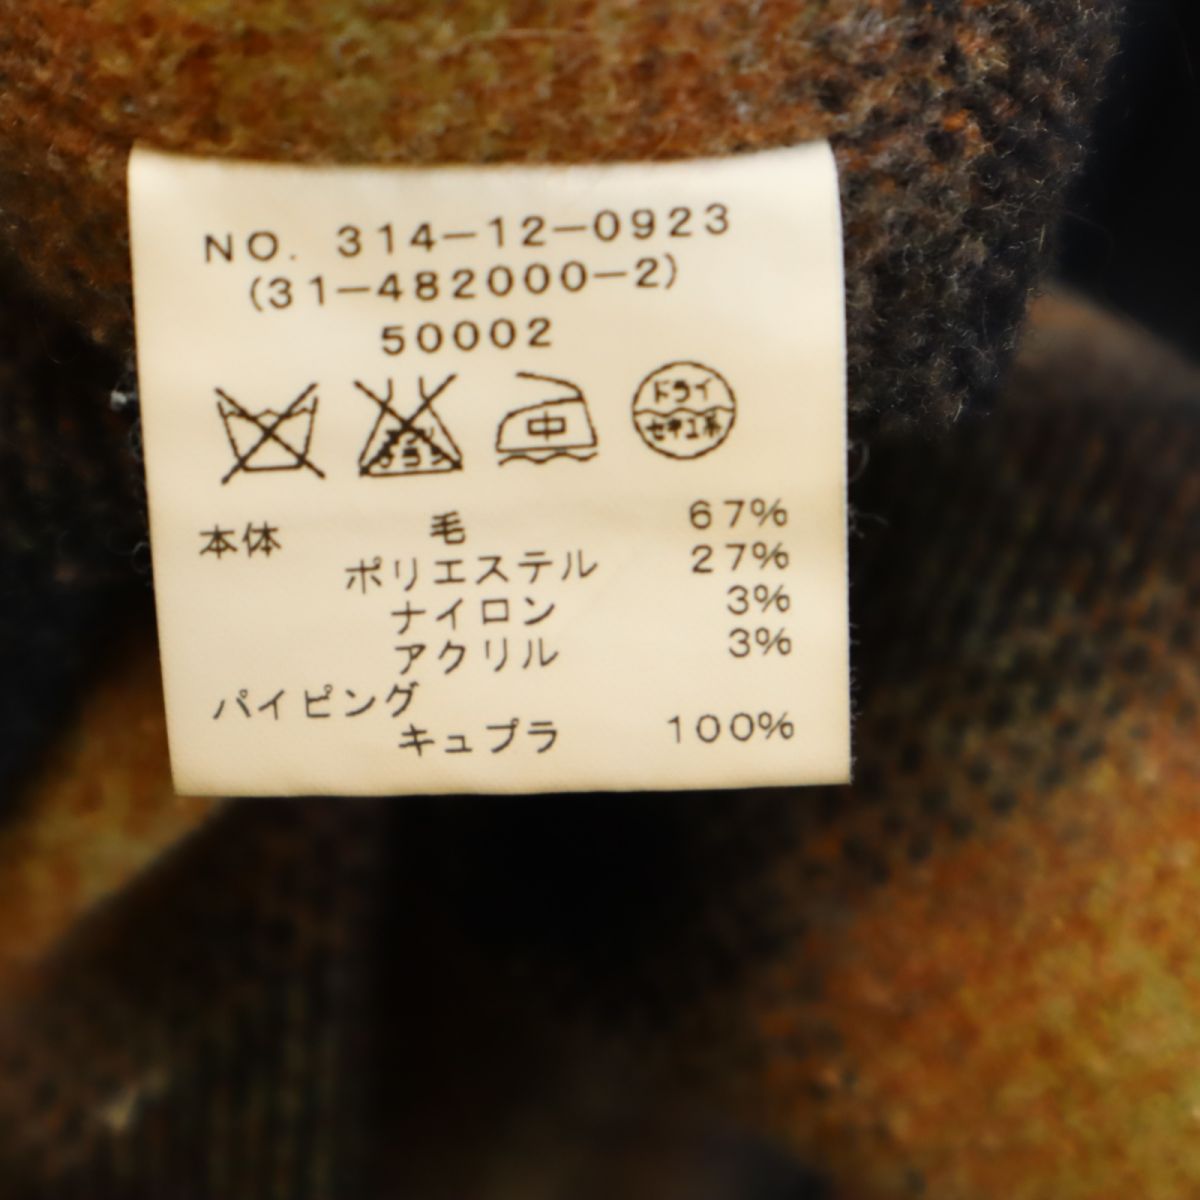 NO. 314-12-0923
(31-482000-2)
50002
中
ドライ
セキユ系
本体 毛 67%
ポリエステル 27%
ナイロン 3%
アクリル 3%
パイピング
キュプラ 100%